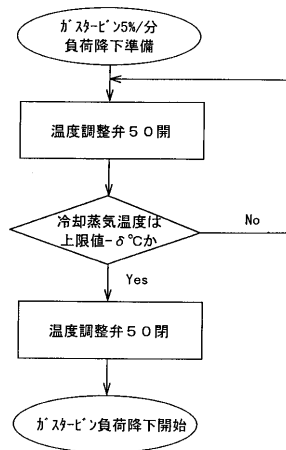 ガスタービン5%/分
負荷降下準備
温度調整弁50開
冷却蒸気温度は
上限値-δ℃か
No
Yes
温度調整弁50閉
ガスタービン負荷降下開始